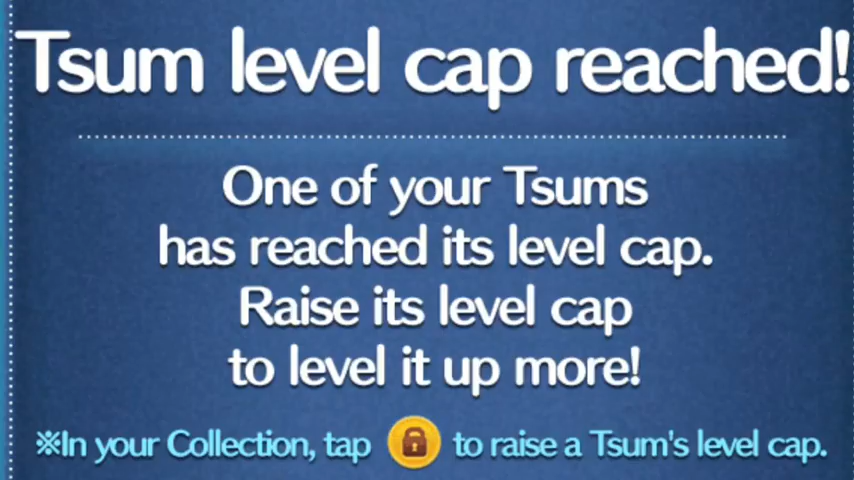 Tsum level cap reached!
One of your Tsums
has reached its level cap.
Raise its level cap
to level it up more!
※In your Collection, tap to raise a Tsum's level cap.